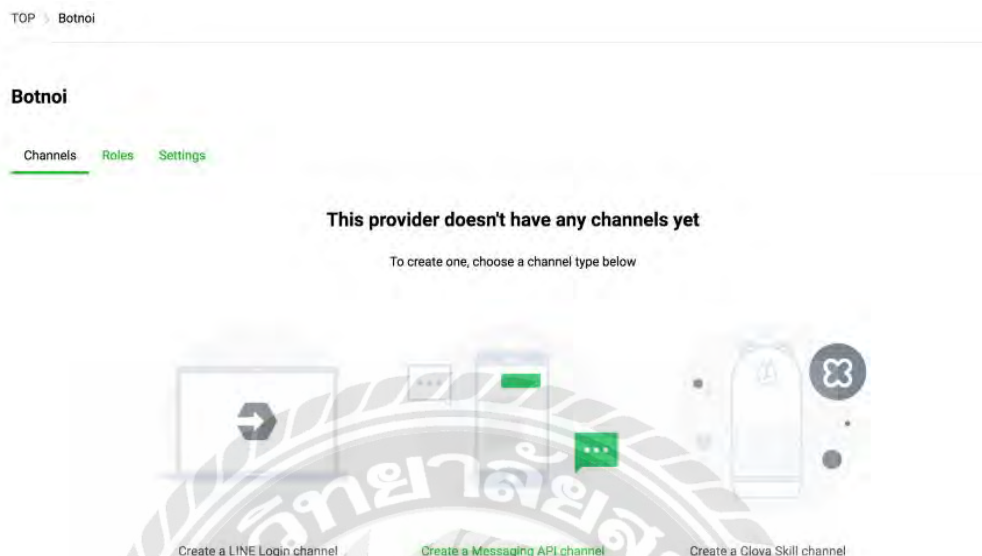 TOP > Botnoi
Botnoi
Channels Roles Settings
This provider doesn't have any channels yet
To create one, choose a channel type below
Create a LINE Login channel Create a Messaging API channel Create a Clova Skill channel